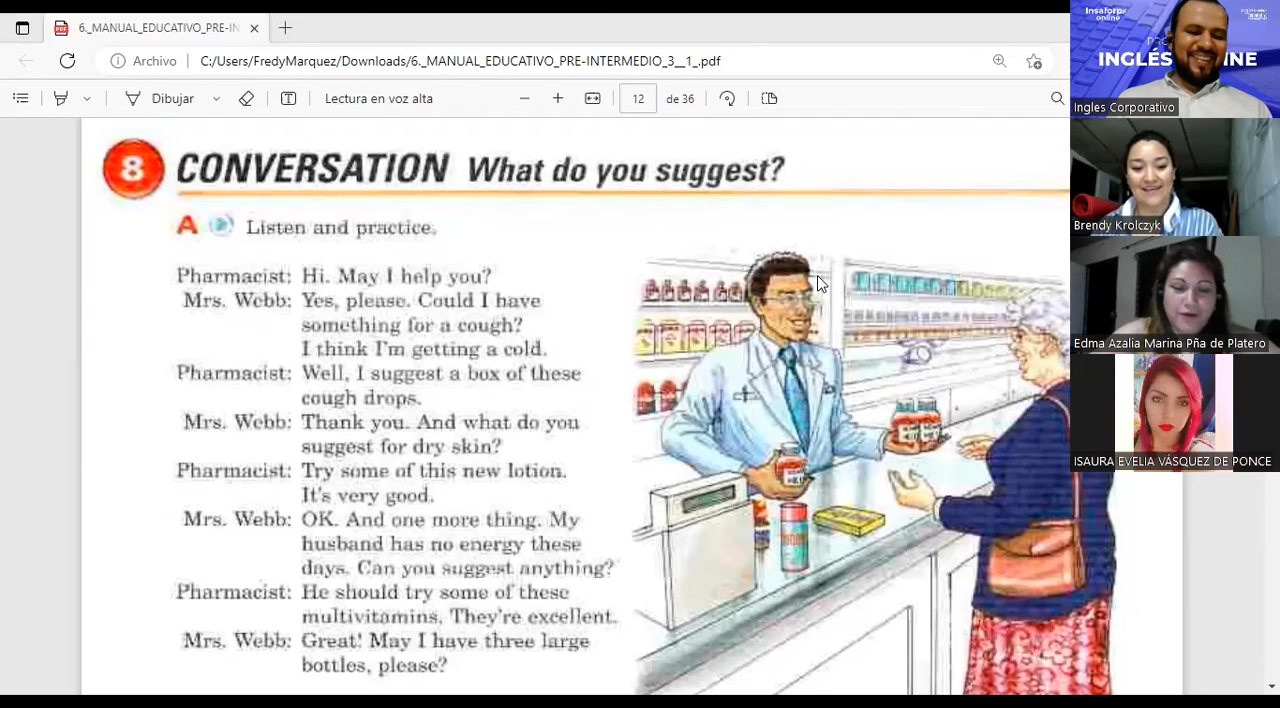 6._MANUAL_EDUCATIVO_PRE-IN
Archivo
C:/Users/FredyMarquez/Downloads/6._MANUAL_EDUCATIVO_PRE-INTERMEDIO_3__1_.pdf
Dibujar
Lectura en voz alta
12
de 36
8 CONVERSATION What do you suggest?
A Listen and practice.
Pharmacist: Hi. May I help you?
Mrs. Webb: Yes, please. Could I have
something for a cough?
I think I'm getting a cold.
Pharmacist: Well, I suggest a box of these
cough drops.
Mrs. Webb: Thank you. And what do you
suggest for dry skin?
Pharmacist: Try some of this new lotion.
It's very good.
Mrs. Webb: OK. And one more thing. My
husband has no energy these
days. Can you suggest anything?
Pharmacist: He should try some of these
multivitamins. They're excellent.
Mrs. Webb: Great! May I have three large
bottles, please?
Insaforp
online
INGLÉS
NE
Ingles Corporativo
Brendy Krolczyk
Edma Azalia Marina Pña de Platero
ISAURA EVELIA VÁSQUEZ DE PONCE